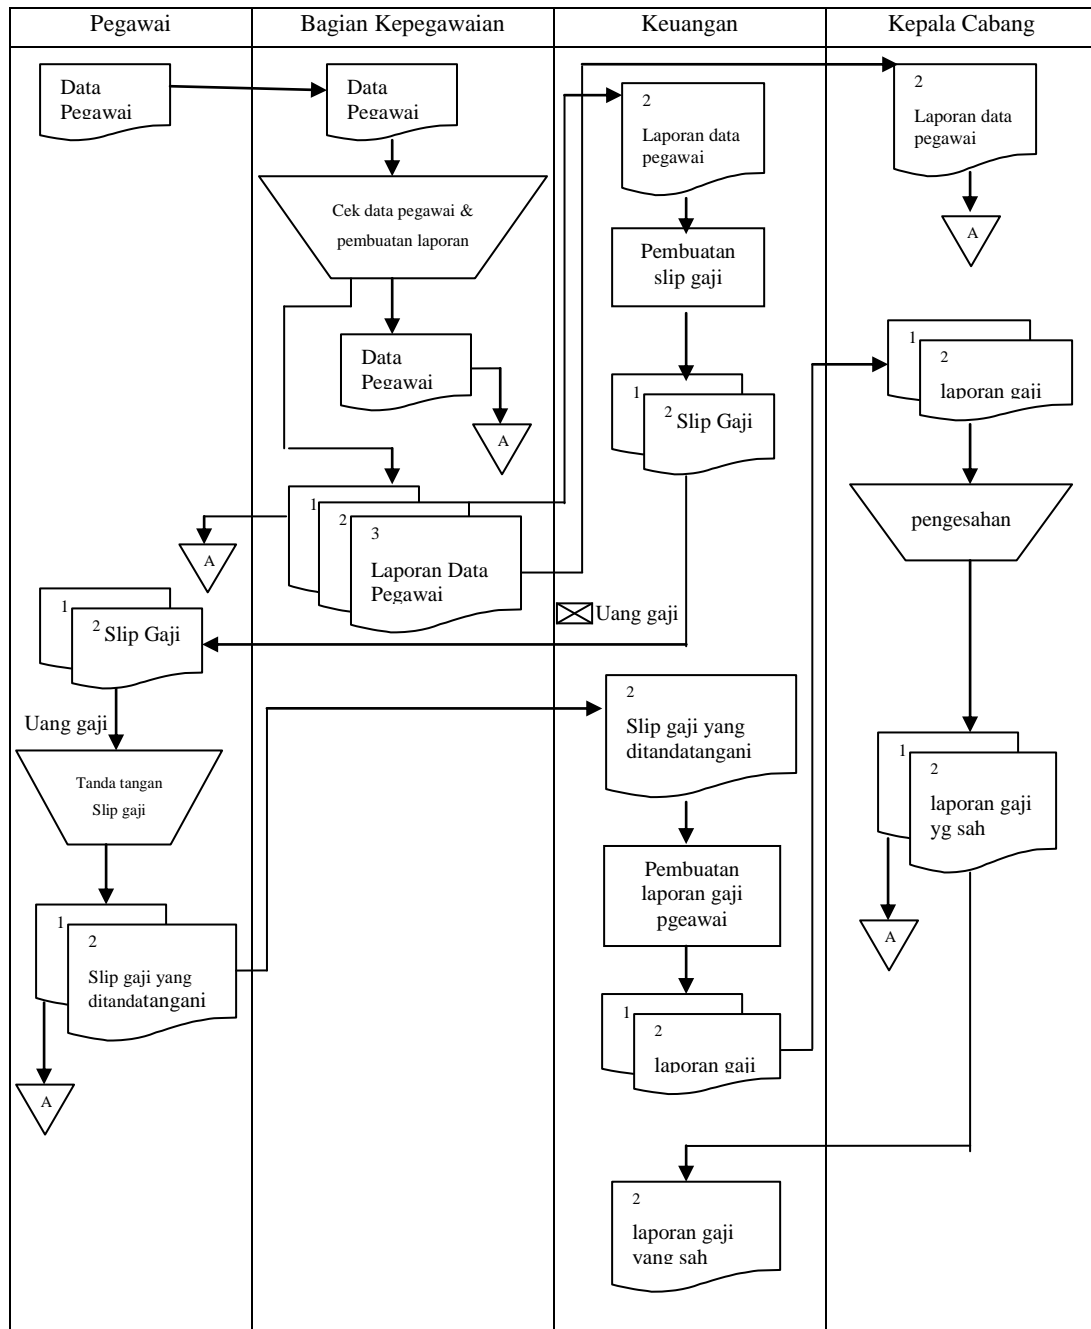 Pegawai
Bagian Kepegawaian
Keuangan
Kepala Cabang
Data
Pegawai
Data
Pegawai
2
Laporan data
pegawai
2
Laporan data
pegawai
Cek data pegawai &
pembuatan laporan
A
Pembuatan
slip gaji
Data
Pegawai
A
1
2
laporan gaji
1
2 Slip Gaji
pengesahan
1
2
3
Laporan Data
Pegawai
A
Uang gaji
1
2 Slip Gaji
Uang gaji
Tanda tangan
Slip gaji
2
Slip gaji yang
ditandatangani
1
2
laporan gaji
yg sah
A
Pembuatan
laporan gaji
pgeawai
1
2
Slip gaji yang
ditandatangani
A
1
2
laporan gaji
2
laporan gaji
yang sah